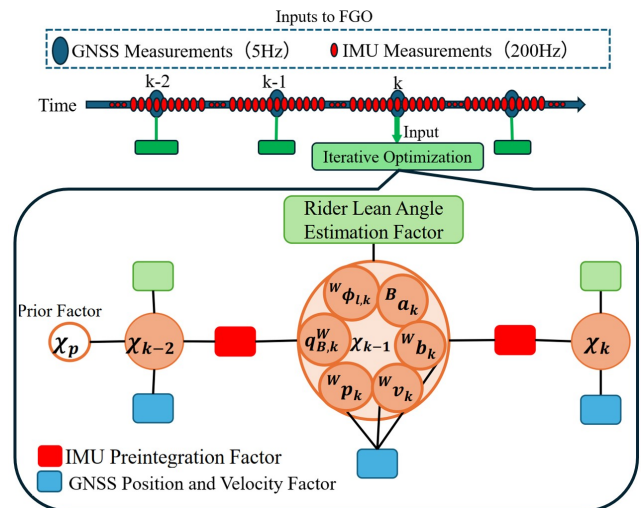 Inputs to FGO
GNSS Measurements（5Hz） IMU Measurements（200Hz）
k-2 k-1 k
Time
Input
Iterative Optimization
Rider Lean Angle
Estimation Factor
Prior Factor
χₚ
χₖ₋₂
ᵂϕ_{l,k}
ᴮaₖ
q^W_{B,k}
χₖ₋₁
ᵂbₖ
ᵂpₖ
ᵂvₖ
χₖ
IMU Preintegration Factor
GNSS Position and Velocity Factor